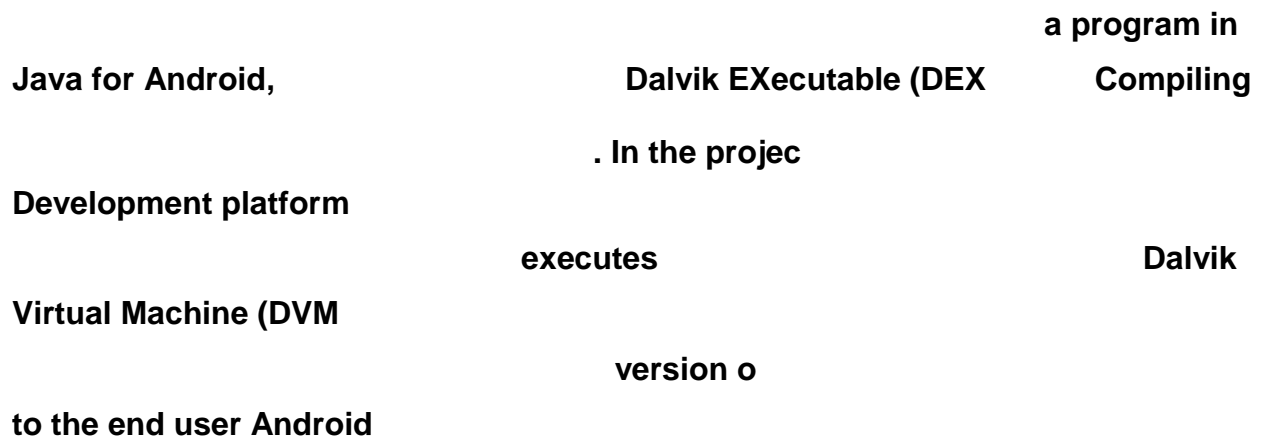 a program in
Java for Android, Dalvik EXecutable (DEX Compiling
. In the projec
Development platform
executes Dalvik
Virtual Machine (DVM
version o
to the end user Android